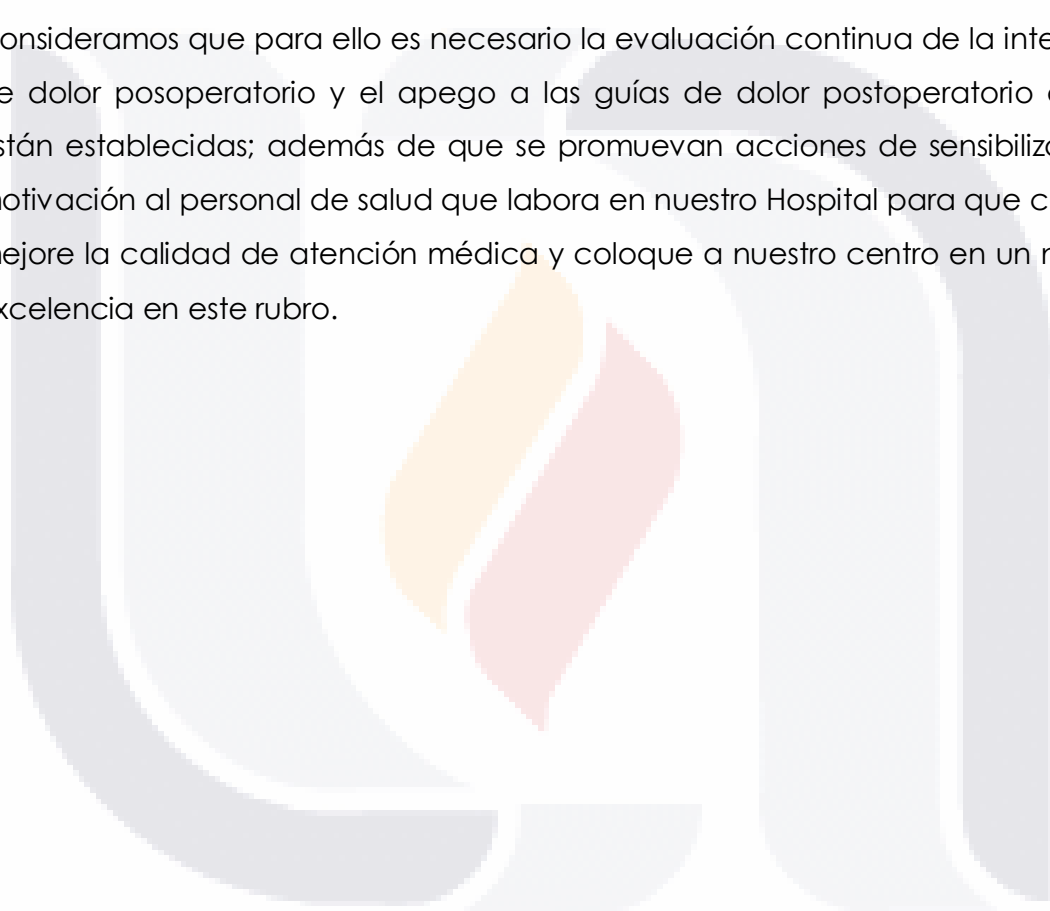 onsideramos que para ello es necesario la evaluación continua de la inte
e dolor posoperatorio y el apego a las guías de dolor postoperatorio
stán establecidas; además de que se promuevan acciones de sensibiliza
otivación al personal de salud que labora en nuestro Hospital para que c
ejore la calidad de atención médica y coloque a nuestro centro en un
xcelencia en este rubro.